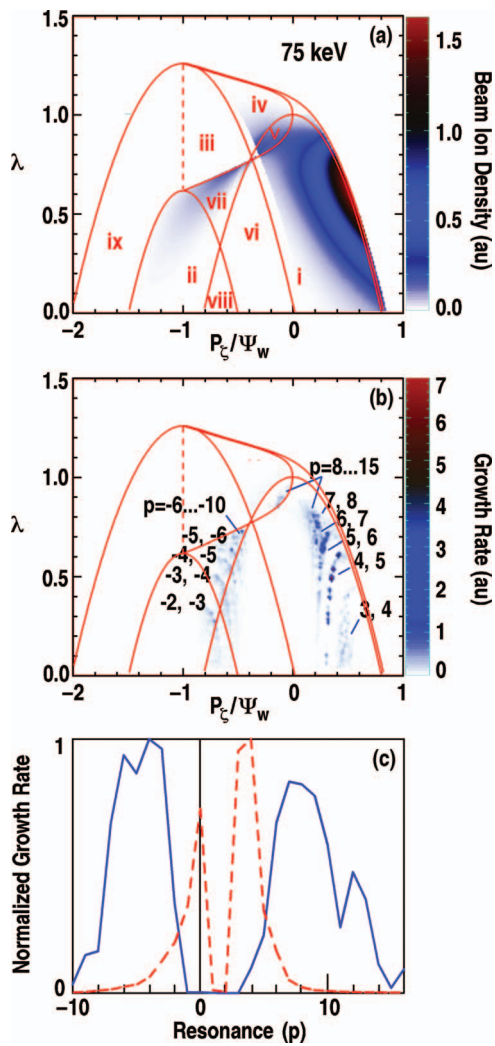 (a)
75 keV
1.5
1.0
0.5
0.0
λ
iv
v
iii
vii
vi
ix
ii
i
viii
−2
−1
0
1
Pζ/Ψw
1.5
1.0
0.5
0.0
Beam Ion Density (au)
(b)
1.5
1.0
0.5
0.0
λ
p=8...15
p=-6...-10
7, 8
6, 7
-5, -6
5, 6
-4, -5
4, 5
-3, -4
-2, -3
3, 4
−2
−1
0
1
Pζ/Ψw
7
6
5
4
3
2
1
0
Growth Rate (au)
(c)
1
0
Normalized Growth Rate
−10
0
10
Resonance (p)